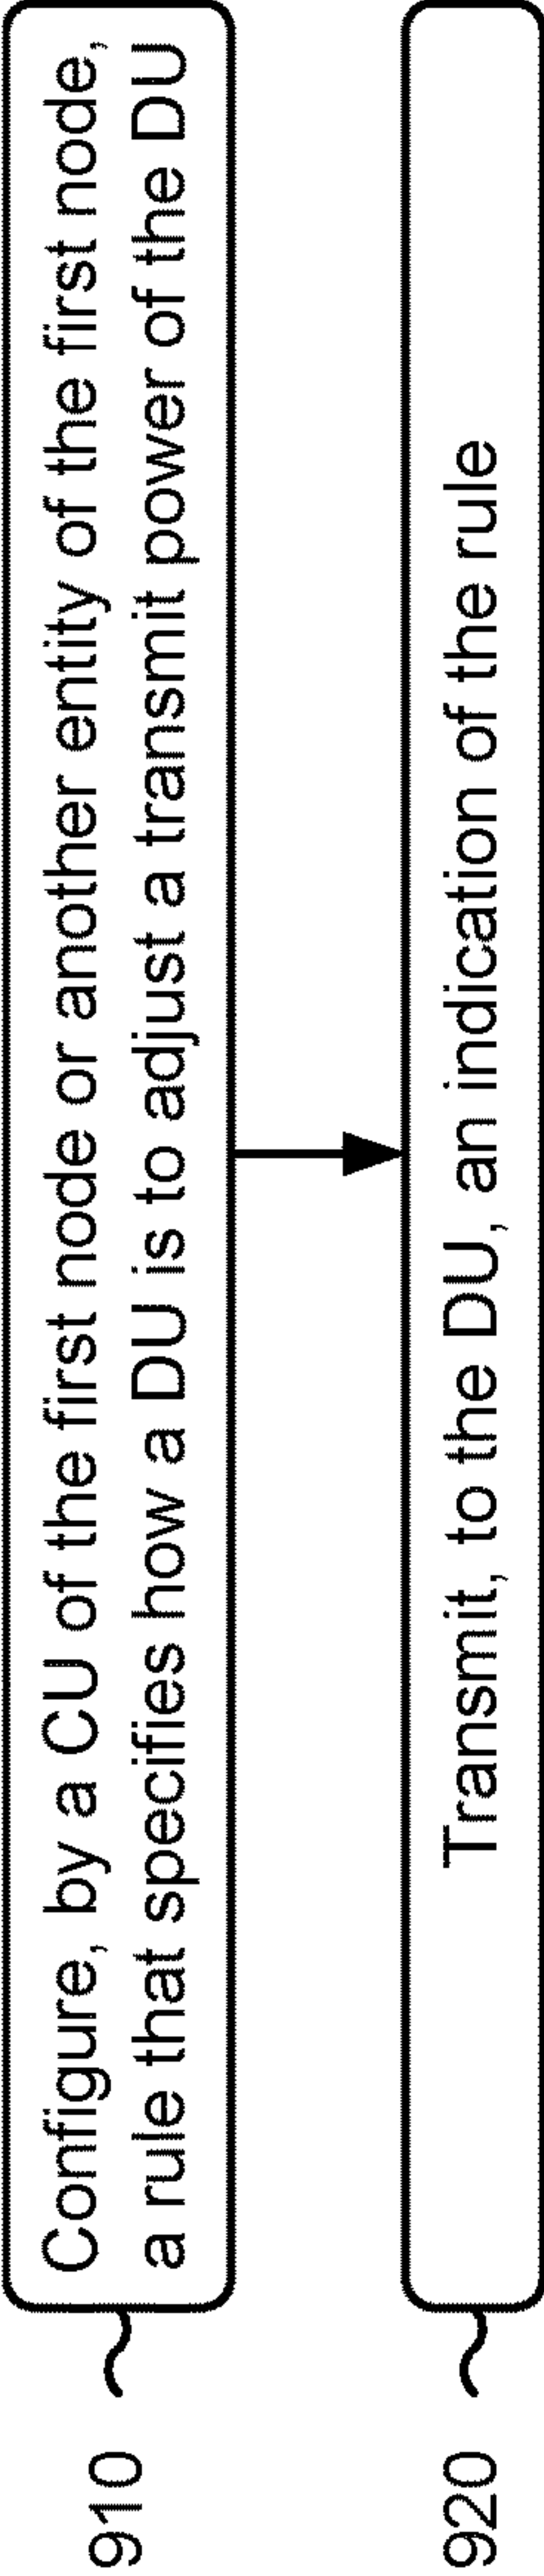 910
Configure, by a CU of the first node or another entity of the first node,
a rule that specifies how a DU is to adjust a transmit power of the DU
920
Transmit, to the DU, an indication of the rule